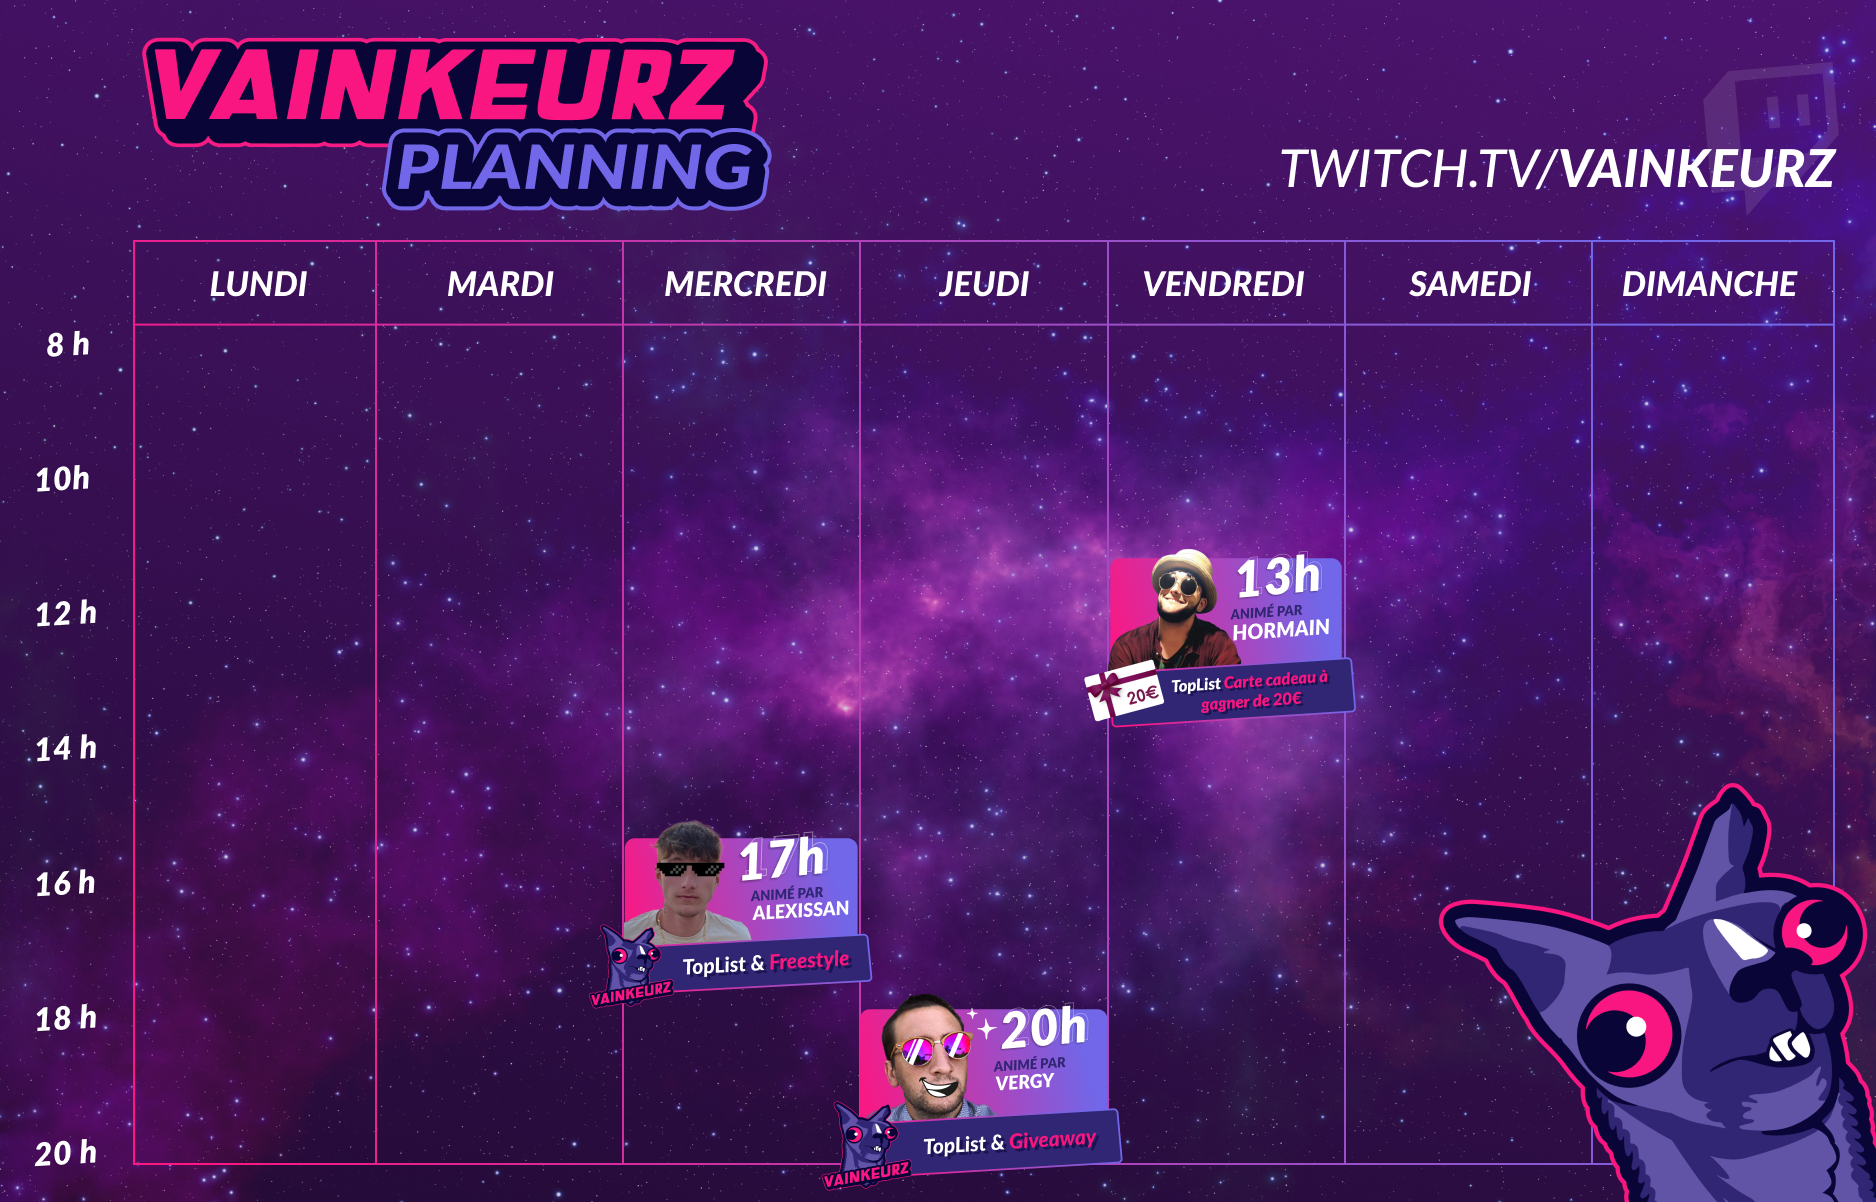 VAINKEURZ
PLANNING
TWITCH.TV/VAINKEURZ
LUNDI MARDI MERCREDI JEUDI VENDREDI SAMEDI DIMANCHE
8 h
10h
12 h
14 h
16 h
18 h
20 h
13h
ANIMÉ PAR
HORMAIN
20€
TopList Carte cadeau à
gagner de 20€
17h
ANIMÉ PAR
ALEXISSAN
TopList & Freestyle
VAINKEURZ
20h
ANIMÉ PAR
VERGY
TopList & Giveaway
VAINKEURZ